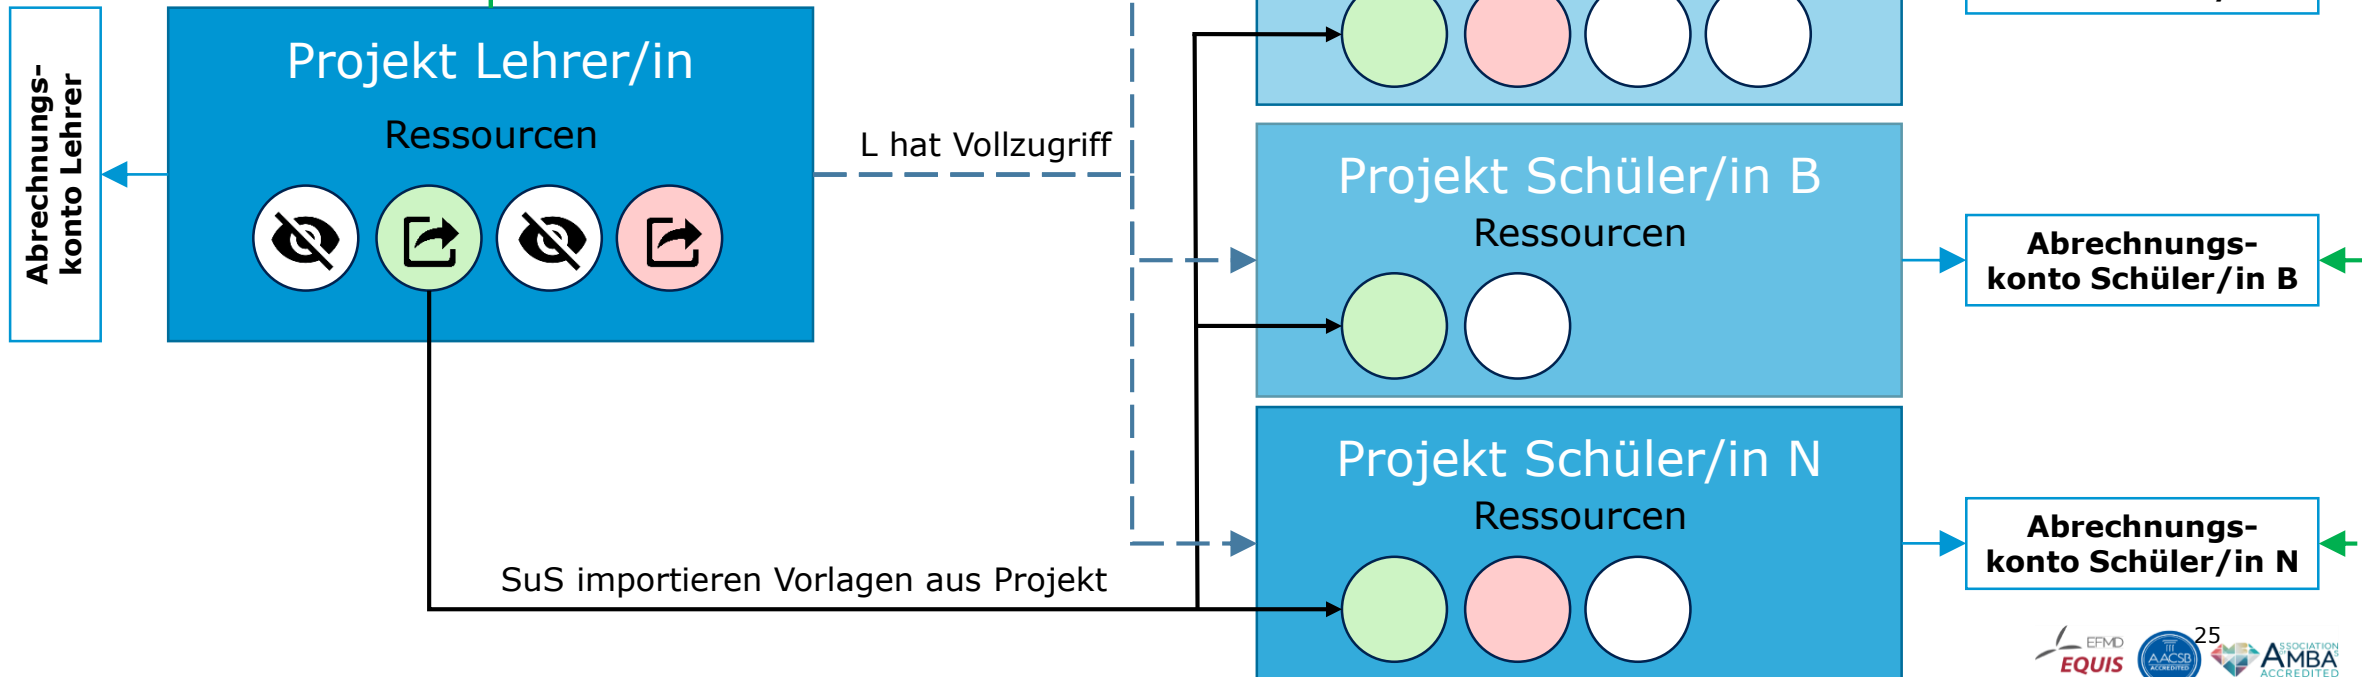 Projekt Lehrer/in
Ressourcen
Abrechnungs-
konto Lehrer
L hat Vollzugriff
SuS importieren Vorlagen aus Projekt
Projekt Schüler/in B
Ressourcen
Abrechnungs-
konto Schüler/in B
Projekt Schüler/in N
Ressourcen
Abrechnungs-
konto Schüler/in N
25
EFMD
EQUIS
AACSB
ACCREDITED
ASSOCIATION
AMBA'S
ACCREDITED